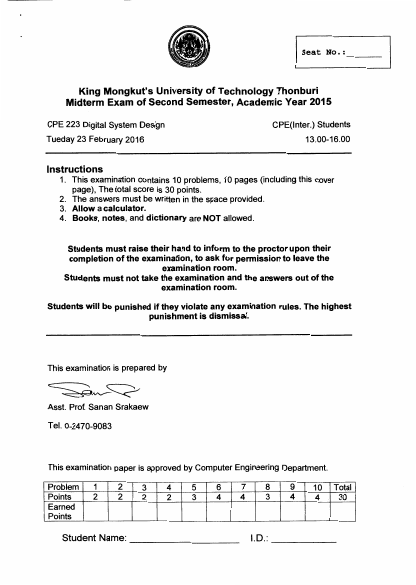 Seat No.:______
King Mongkut's University of Technology Thonburi
Midterm Exam of Second Semester, Academic Year 2015
CPE 223 Digital System Design CPE(Inter.) Students
Tueday 23 February 2016 13.00-16.00
Instructions
1. This examination contains 10 problems, 10 pages (including this cover
page), The total score is 30 points.
2. The answers must be written in the space provided.
3. Allow a calculator.
4. Books, notes, and dictionary are NOT allowed.
Students must raise their hand to inform to the proctor upon their
completion of the examination, to ask for permission to leave the
examination room.
Students must not take the examination and the answers out of the
examination room.
Students will be punished if they violate any examination rules. The highest
punishment is dismissal.
This examination is prepared by
Asst. Prof. Sanan Srakaew
Tel. 0-2470-9083
This examination paper is approved by Computer Engineering Department.
Problem 1 2 3 4 5 6 7 8 9 10 Total
Points 2 2 2 2 3 4 4 3 4 4 30
Earned
Points
Student Name: ____________________ I.D.: ____________